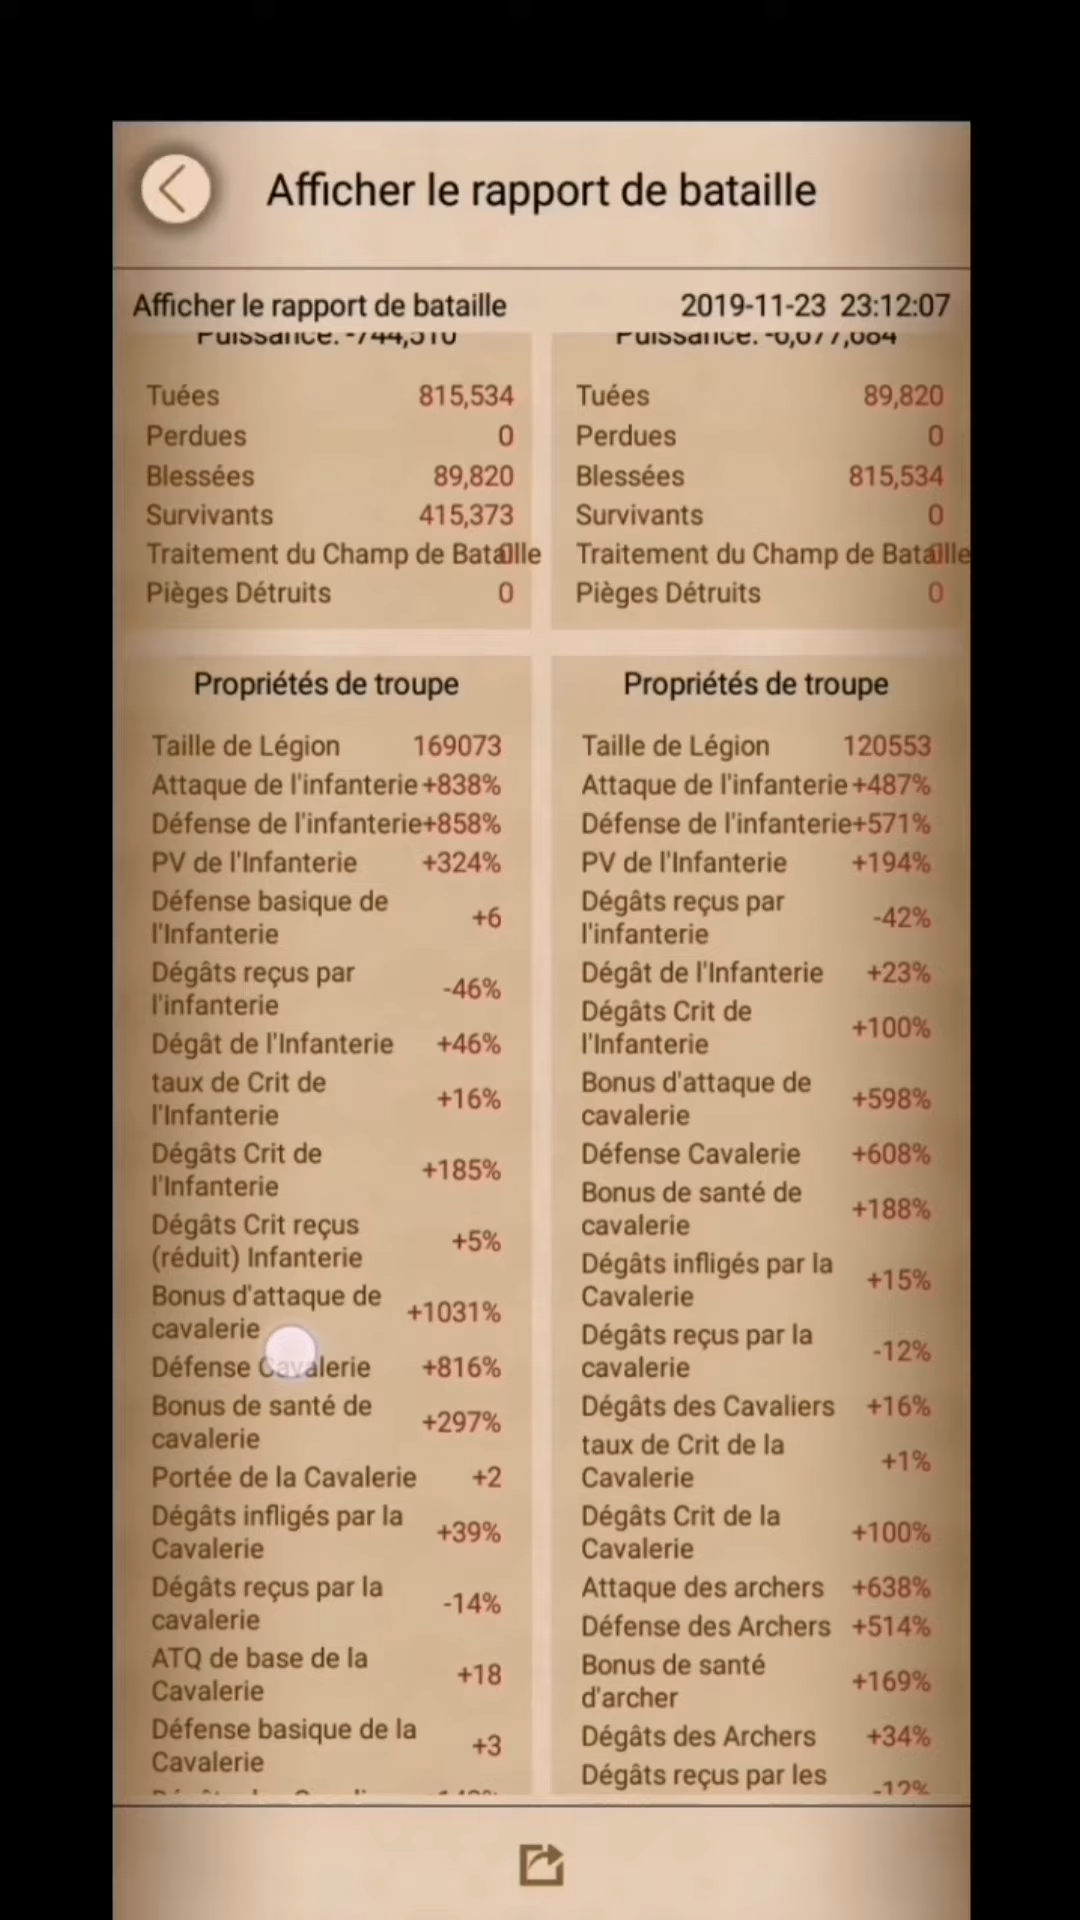 Afficher le rapport de bataille
Afficher le rapport de bataille 2019-11-23 23:12:07
Puissance: -744,510
Tuées 815,534
Perdues 0
Blessées 89,820
Survivants 415,373
Traitement du Champ de Bataille 0
Pièges Détruits 0
Propriétés de troupe
Taille de Légion 169073
Attaque de l'infanterie +838%
Défense de l'infanterie +858%
PV de l'Infanterie +324%
Défense basique de
l'Infanterie +6
Dégâts reçus par
l'infanterie -46%
Dégât de l'Infanterie +46%
taux de Crit de
l'Infanterie +16%
Dégâts Crit de
l'Infanterie +185%
Dégâts Crit reçus
(réduit) Infanterie +5%
Bonus d'attaque de
cavalerie +1031%
Défense Cavalerie +816%
Bonus de santé de
cavalerie +297%
Portée de la Cavalerie +2
Dégâts infligés par la
Cavalerie +39%
Dégâts reçus par la
cavalerie -14%
ATQ de base de la
Cavalerie +18
Défense basique de la
Cavalerie +3
Puissance: -6,677,684
Tuées 89,820
Perdues 0
Blessées 815,534
Survivants 0
Traitement du Champ de Bataille 0
Pièges Détruits 0
Propriétés de troupe
Taille de Légion 120553
Attaque de l'infanterie +487%
Défense de l'infanterie +571%
PV de l'Infanterie +194%
Dégâts reçus par
l'infanterie -42%
Dégât de l'Infanterie +23%
Dégâts Crit de
l'Infanterie +100%
Bonus d'attaque de
cavalerie +598%
Défense Cavalerie +608%
Bonus de santé de
cavalerie +188%
Dégâts infligés par la
Cavalerie +15%
Dégâts reçus par la
cavalerie -12%
Dégâts des Cavaliers +16%
taux de Crit de la
Cavalerie +1%
Dégâts Crit de la
Cavalerie +100%
Attaque des archers +638%
Défense des Archers +514%
Bonus de santé
d'archer +169%
Dégâts des Archers +34%
Dégâts reçus par les
-12%